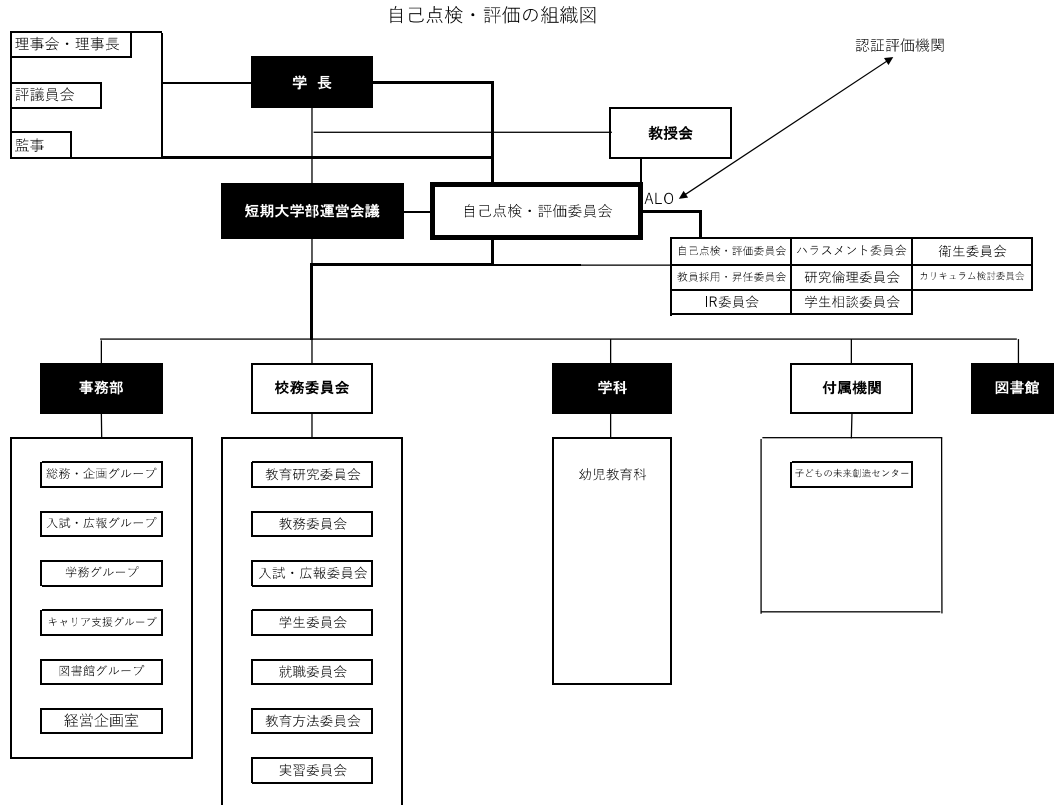 自己点検・評価の組織図
理事会・理事長
評議員会
監事
学 長
認証評価機関
教授会
短期大学部運営会議
自己点検・評価委員会
ALO
自己点検・評価委員会 ハラスメント委員会 衛生委員会
教員採用・昇任委員会 研究倫理委員会 カリキュラム検討委員会
IR委員会 学生相談委員会
事務部
校務委員会
学科
付属機関
図書館
総務・企画グループ
入試・広報グループ
学務グループ
キャリア支援グループ
図書館グループ
経営企画室
教育研究委員会
教務委員会
入試・広報委員会
学生委員会
就職委員会
教育方法委員会
実習委員会
幼児教育科
子どもの未来創造センター